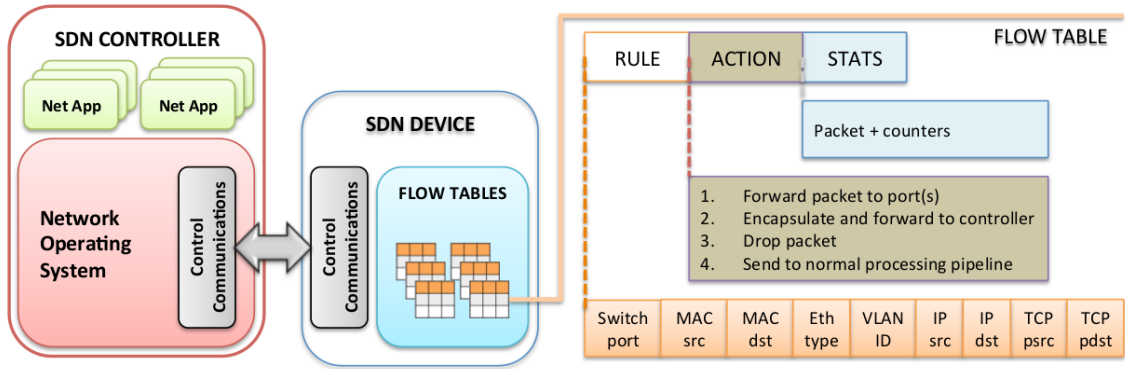 SDN CONTROLLER
Net App
Net App
Network
Operating
System
Control
Communications
SDN DEVICE
Control
Communications
FLOW TABLES
FLOW TABLE
RULE
ACTION
STATS
Packet + counters
1. Forward packet to port(s)
2. Encapsulate and forward to controller
3. Drop packet
4. Send to normal processing pipeline
Switch
port
MAC
src
MAC
dst
Eth
type
VLAN
ID
IP
src
IP
dst
TCP
psrc
TCP
pdst